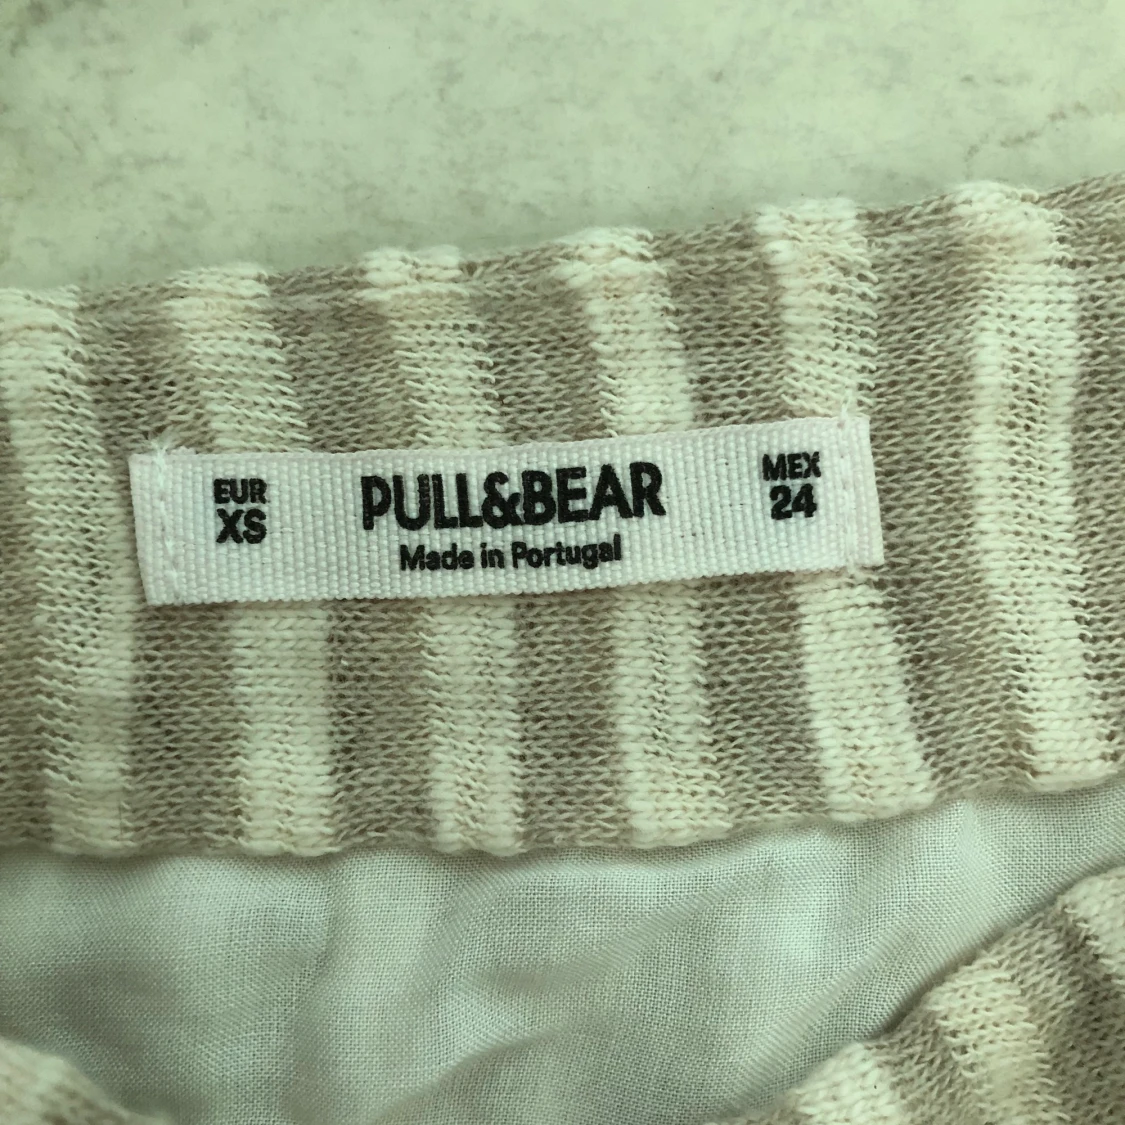 EUR
XS
PULL&BEAR
Made in Portugal
MEX
24